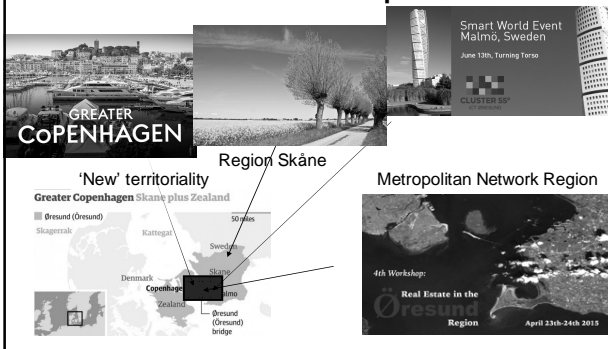 GREATER
COPENHAGEN
Smart World Event
Malmö, Sweden
June 13th, Turning Torso
CLUSTER 55°
Region Skåne
'New' territoriality
Metropolitan Network Region
Greater Copenhagen Skane plus Zealand
Øresund (Öresund)
50 miles
Skagerrak
Kattegat
Sweden
Skane
Denmark
Copenhage
Malmo
Zealand
Øresund
(Öresund)
bridge
4th Workshop:
Real Estate in the
Öresund
Region
April 23th-24th 2015